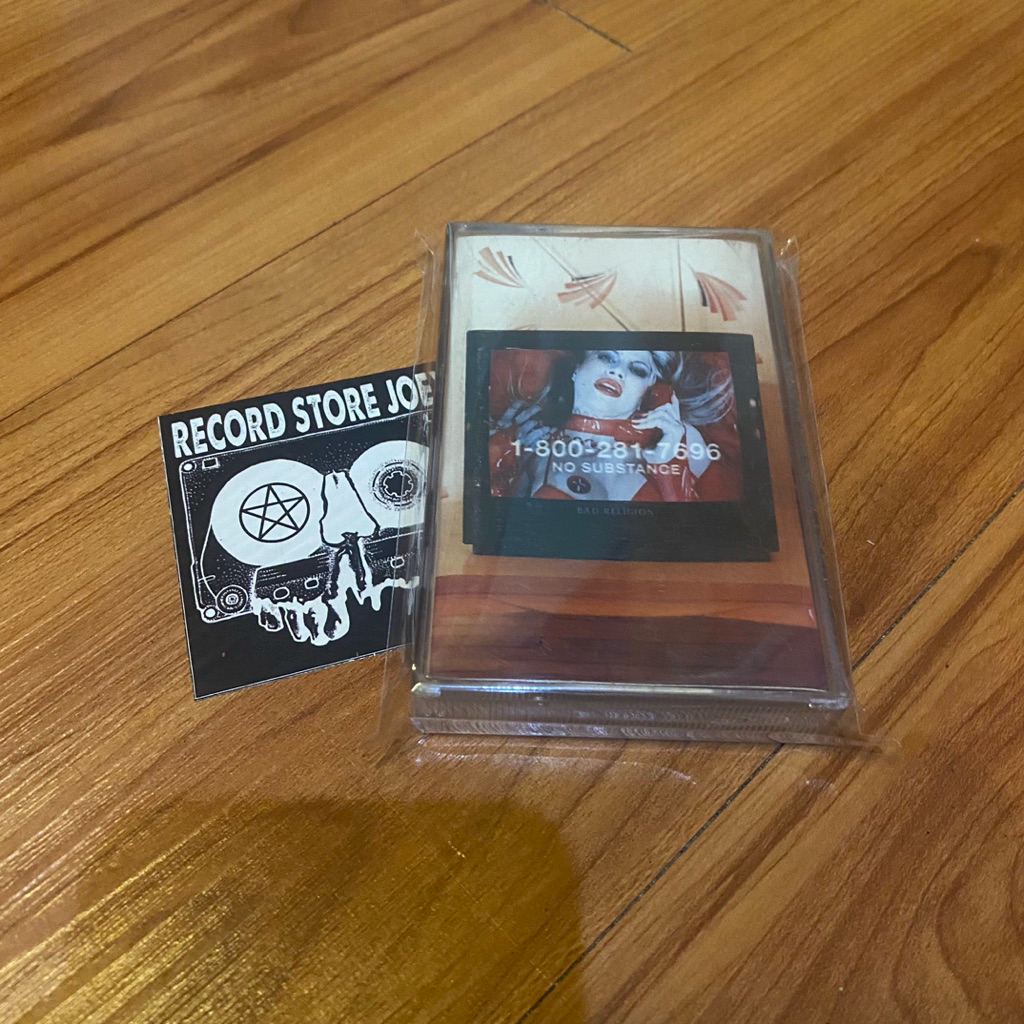 RECORD STORE JOE
1-800-281-7696
NO SUBSTANCE
BAD RELIGION